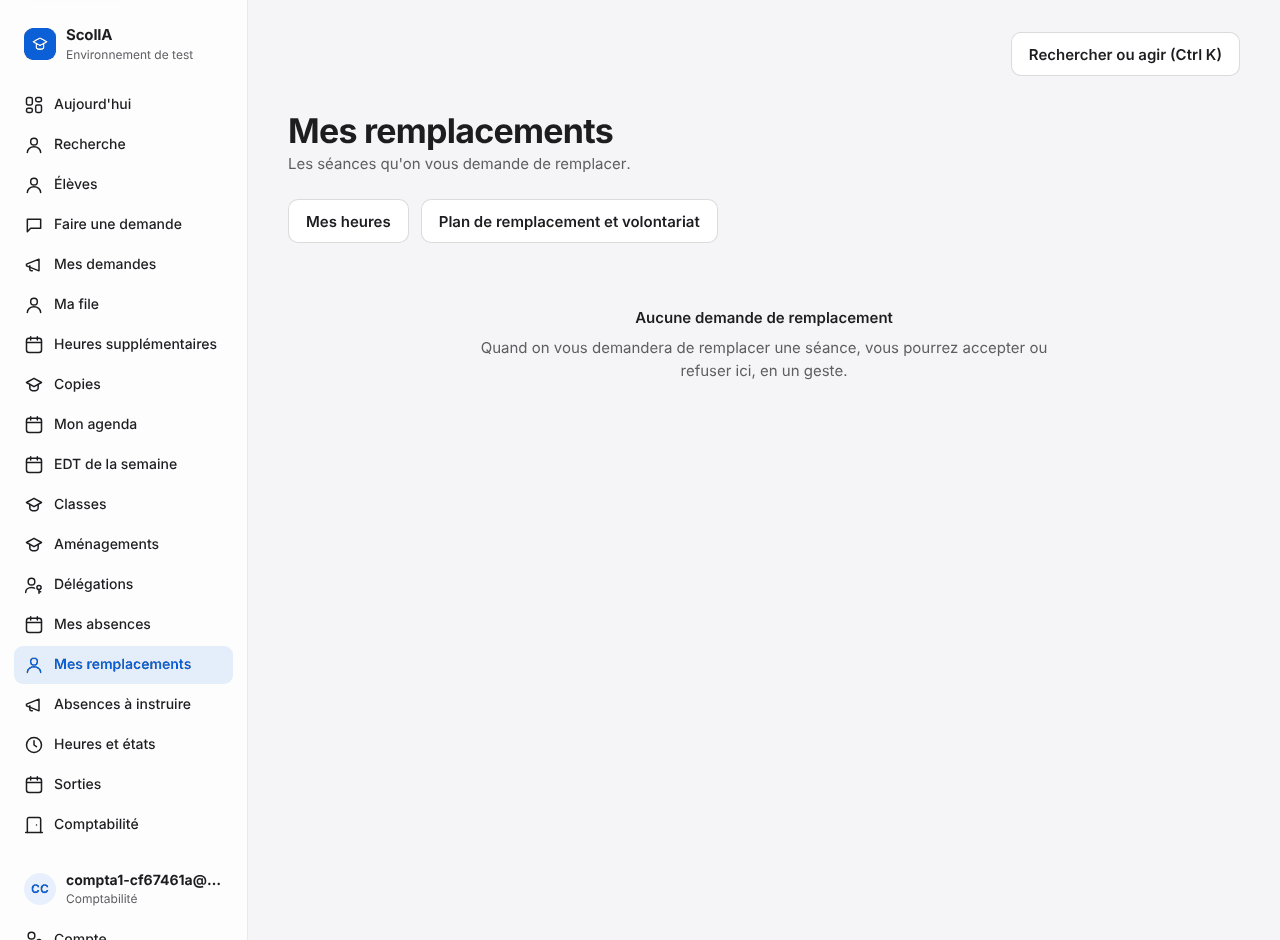 ScolIA
Environnement de test
Rechercher ou agir (Ctrl K)
Aujourd'hui
Recherche
Élèves
Faire une demande
Mes demandes
Ma file
Heures supplémentaires
Copies
Mon agenda
EDT de la semaine
Classes
Aménagements
Délégations
Mes absences
Mes remplacements
Absences à instruire
Heures et états
Sorties
Comptabilité
CC
compta1-cf67461a@...
Comptabilité
Compte
Mes remplacements
Les séances qu'on vous demande de remplacer.
Mes heures
Plan de remplacement et volontariat
Aucune demande de remplacement
Quand on vous demandera de remplacer une séance, vous pourrez accepter ou
refuser ici, en un geste.